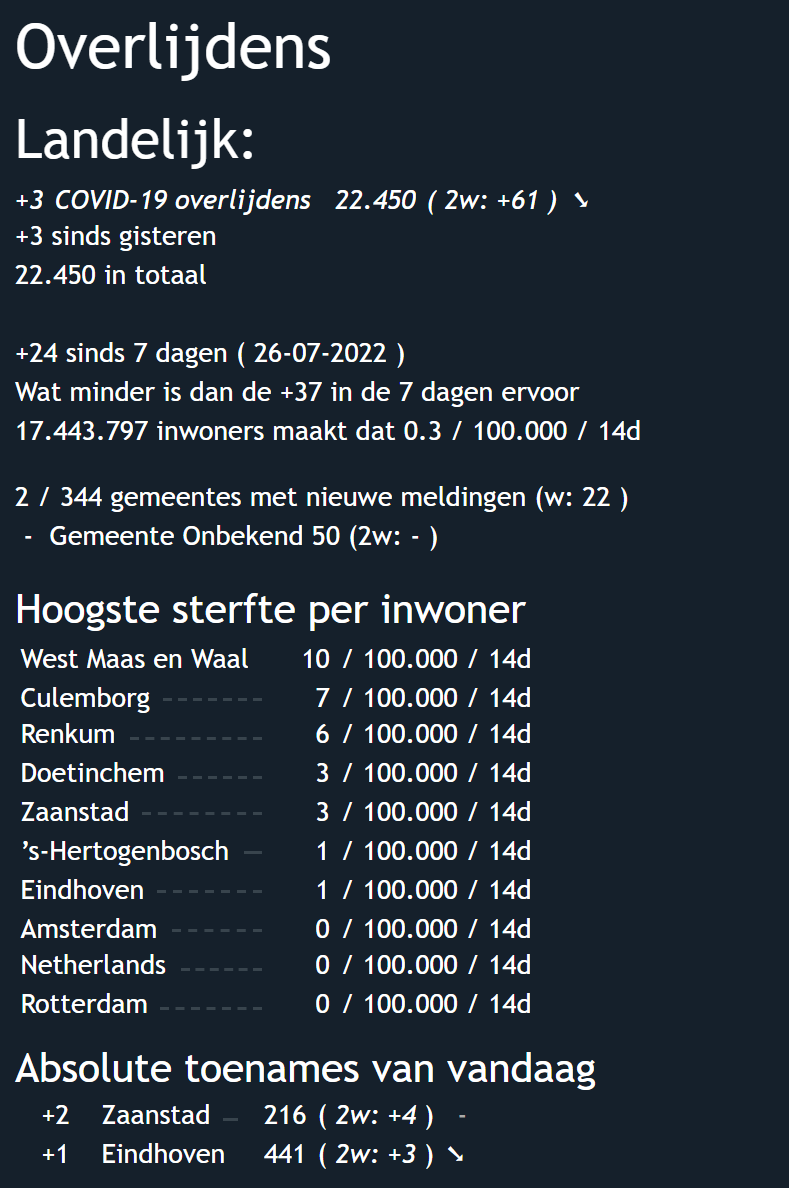 Overlijdens
Landelijk:
+3 COVID-19 overlijdens 22.450 ( 2w: +61 ) ➘
+3 sinds gisteren
22.450 in totaal
+24 sinds 7 dagen ( 26-07-2022 )
Wat minder is dan de +37 in de 7 dagen ervoor
17.443.797 inwoners maakt dat 0.3 / 100.000 / 14d
2 / 344 gemeentes met nieuwe meldingen (w: 22 )
- Gemeente Onbekend 50 (2w: - )
Hoogste sterfte per inwoner
West Maas en Waal 10 / 100.000 / 14d
Culemborg 7 / 100.000 / 14d
Renkum 6 / 100.000 / 14d
Doetinchem 3 / 100.000 / 14d
Zaanstad 3 / 100.000 / 14d
’s-Hertogenbosch 1 / 100.000 / 14d
Eindhoven 1 / 100.000 / 14d
Amsterdam 0 / 100.000 / 14d
Netherlands 0 / 100.000 / 14d
Rotterdam 0 / 100.000 / 14d
Absolute toenames van vandaag
+2 Zaanstad 216 ( 2w: +4 ) -
+1 Eindhoven 441 ( 2w: +3 ) ➘